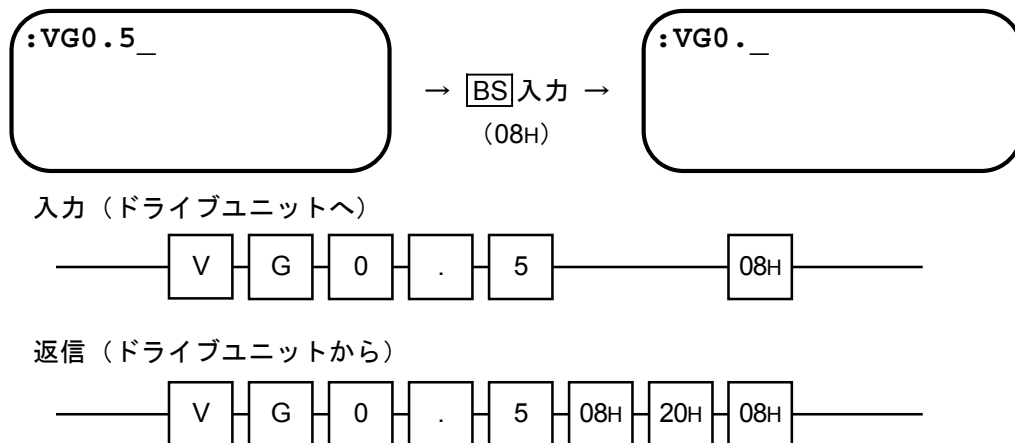 :VG0.5_
→ BS入力 →
(08H)
:VG0._
入力（ドライブユニットへ）
V G 0 . 5 08H
返信（ドライブユニットから）
V G 0 . 5 08H 20H 08H